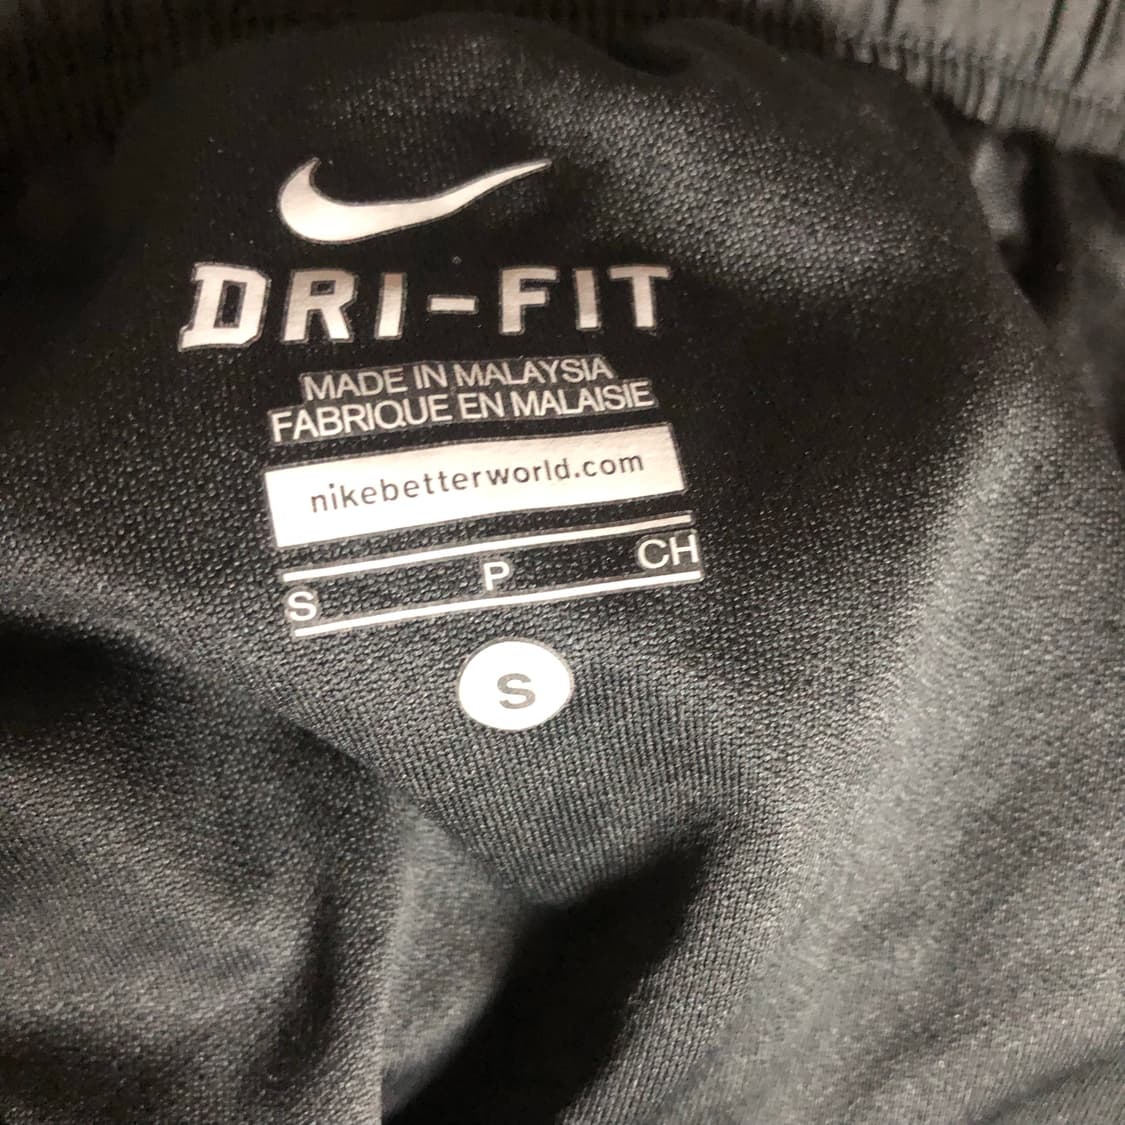 DRI-FIT
MADE IN MALAYSIA
FABRIQUE EN MALAISIE
nikebetterworld.com
S P CH
S